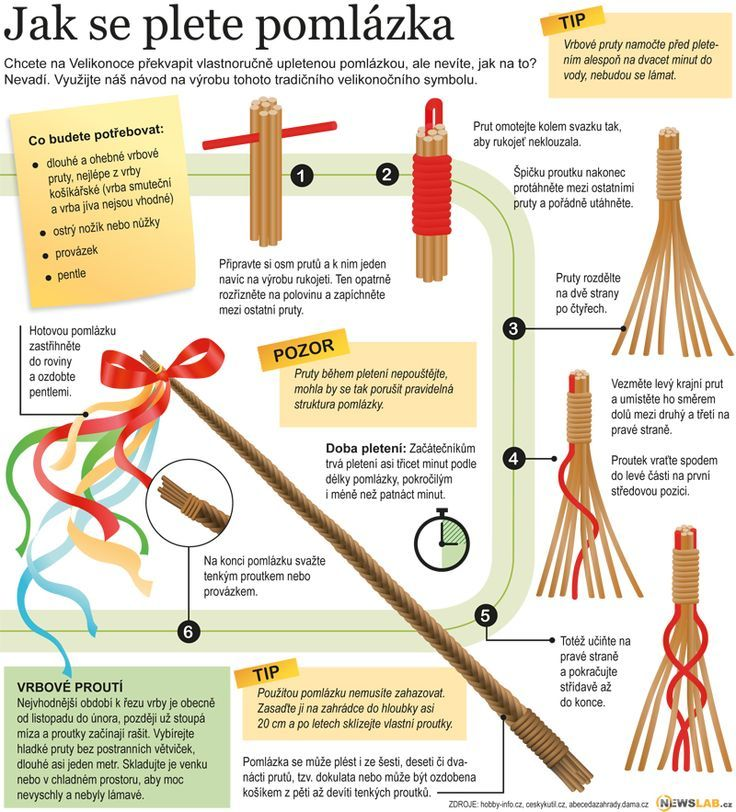 Jak se plete pomlázka
Chcete na Velikonoce překvapit vlastnoručně upletenou pomlázkou, ale nevíte, jak na to?
Nevadí. Využijte náš návod na výrobu tohoto tradičního velikonočního symbolu.
TIP
Vrbové pruty namočte před plete-
ním alespoň na dvacet minut do
vody, nebudou se lámat.
Co budete potřebovat:
• dlouhé a ohebné vrbové
pruty, nejlépe z vrby
košíkářské (vrba smuteční
a vrba jíva nejsou vhodné)
• ostrý nožík nebo nůžky
• provázek
• pentle
1
Připravte si osm prutů a k nim jeden
navíc na výrobu rukojeti. Ten opatrně
rozřízněte na polovinu a zapíchněte
mezi ostatní pruty.
2
Prut omotejte kolem svazku tak,
aby rukojeť neklouzala.
Špičku proutku nakonec
protáhněte mezi ostatními
pruty a pořádně utáhněte.
3
Pruty rozdělte
na dvě strany
po čtyřech.
POZOR
Pruty během pletení nepouštějte,
mohla by se tak porušit pravidelná
struktura pomlázky.
4
Vezměte levý krajní prut
a umístěte ho směrem
dolů mezi druhý a třetí na
pravé straně.
Proutek vraťte spodem
do levé části na první
středovou pozici.
Doba pletení: Začátečníkům
trvá pletení asi třicet minut podle
délky pomlázky, pokročilým
i méně než patnáct minut.
5
Totéž učiňte na
pravé straně
a pokračujte
střídavě až
do konce.
Hotovou pomlázku
zastřihněte
do roviny
a ozdobte
pentlemi.
Na konci pomlázku svažte
tenkým proutkem nebo
provázkem.
6
VRBOVÉ PROUTÍ
Nejvhodnější období k řezu vrby je obecně
od listopadu do února, později už stoupá
míza a proutky začínají rašit. Vybírejte
hladké pruty bez postranních větviček,
dlouhé asi jeden metr. Skladujte je venku
nebo v chladném prostoru, aby moc
nevyschly a nebyly lámavé.
TIP
Použitou pomlázku nemusíte zahazovat.
Zasaďte ji na zahrádce do hloubky asi
20 cm a po letech sklízejte vlastní proutky.
Pomlázka se může plést i ze šesti, deseti či dva-
nácti prutů, tzv. dokulata nebo může být ozdobena
košíkem z pěti až devíti tenkých proutků.
ZDROJE: hobby-info.cz, ceskykutil.cz, abecedazahrady.dama.cz
NEWSLAB.cz